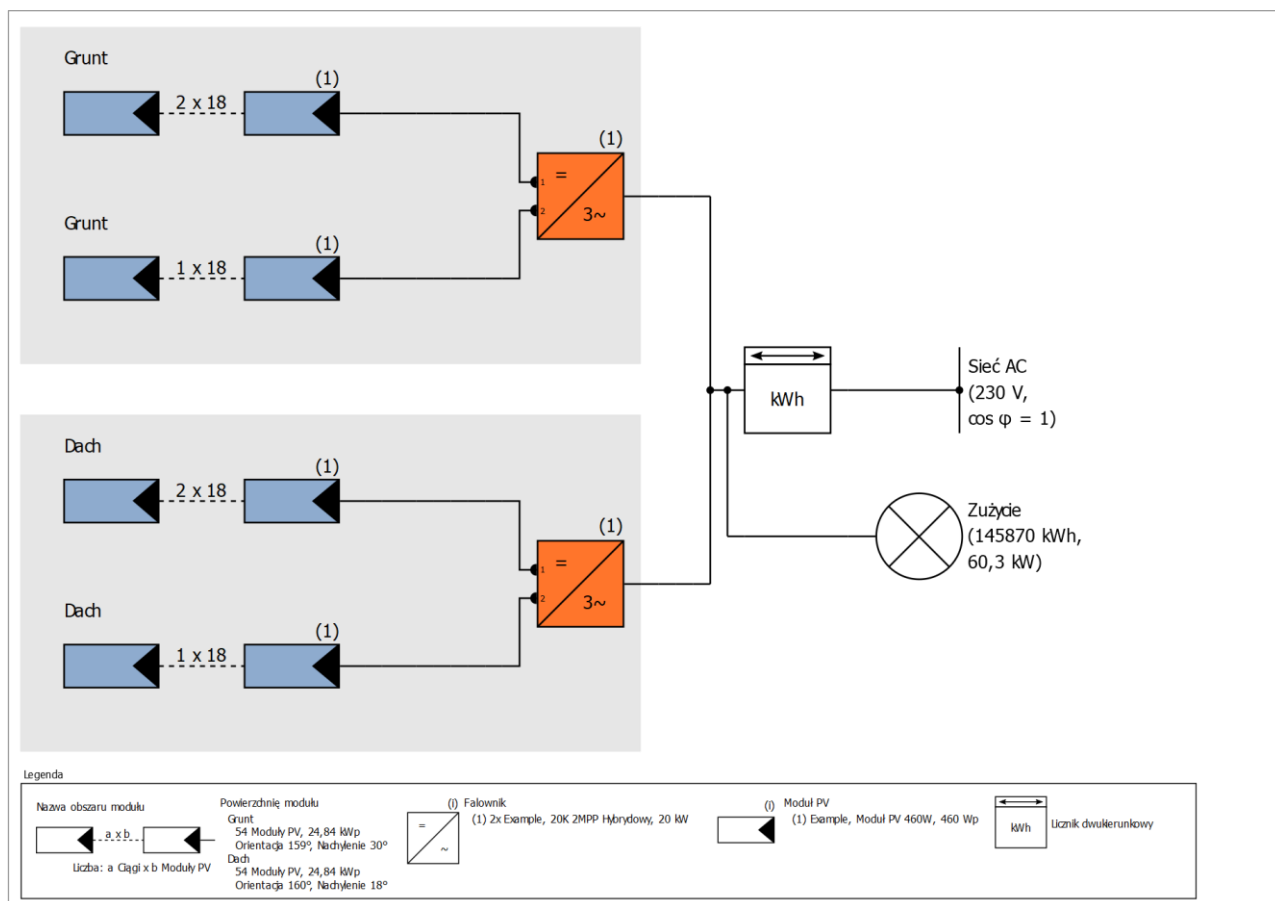 Grunt
(1)
2 x 18
(1)
=
1
3~
2
Grunt
(1)
1 x 18
kWh
Sieć AC
(230 V,
cos φ = 1)
Dach
(1)
2 x 18
(1)
=
1
3~
2
Zużycie
(145870 kWh,
60,3 kW)
Dach
(1)
1 x 18
Legenda
Nazwa obszaru modułu
a x b
Liczba: a Ciągi x b Moduły PV
Powierzchnię modułu
Grunt
54 Moduły PV, 24,84 kWp
Orientacja 159°, Nachylenie 30°
Dach
54 Moduły PV, 24,84 kWp
Orientacja 160°, Nachylenie 18°
(i) Falownik
=
~
(1) 2x Example, 20K 2MPP Hybrydowy, 20 kW
(i) Moduł PV
(1) Example, Moduł PV 460W, 460 Wp
kWh
Licznik dwukierunkowy